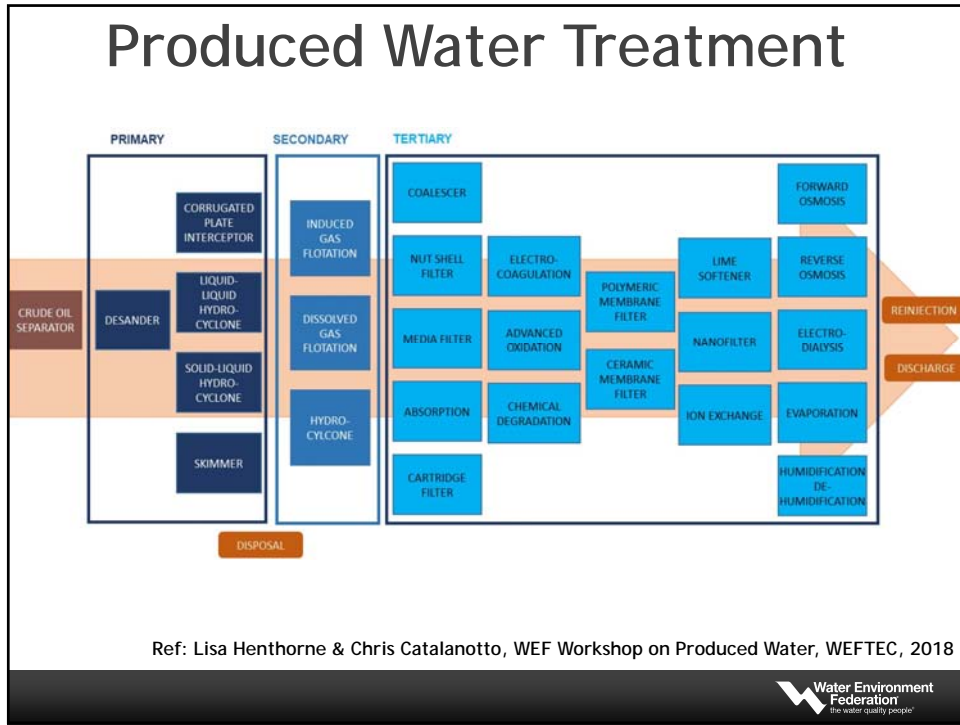 Produced Water Treatment
PRIMARY
SECONDARY
TERTIARY
CRUDE OIL
SEPARATOR
DESANDER
CORRUGATED
PLATE
INTERCEPTOR
LIQUID-
LIQUID
HYDRO-
CYCLONE
SOLID-LIQUID
HYDRO-
CYCLONE
SKIMMER
INDUCED
GAS
FLOTATION
DISSOLVED
GAS
FLOTATION
HYDRO-
CYLCONE
COALESCER
NUT SHELL
FILTER
MEDIA FILTER
ABSORPTION
CARTRIDGE
FILTER
ELECTRO-
COAGULATION
ADVANCED
OXIDATION
CHEMICAL
DEGRADATION
POLYMERIC
MEMBRANE
FILTER
CERAMIC
MEMBRANE
FILTER
LIME
SOFTENER
NANOFILTER
ION EXCHANGE
FORWARD
OSMOSIS
REVERSE
OSMOSIS
ELECTRO-
DIALYSIS
EVAPORATION
HUMIDIFICATION
DE-
HUMIDIFICATION
REINJECTION
DISCHARGE
DISPOSAL
Ref: Lisa Henthorne & Chris Catalanotto, WEF Workshop on Produced Water, WEFTEC, 2018
Water Environment
Federation
the water quality people®